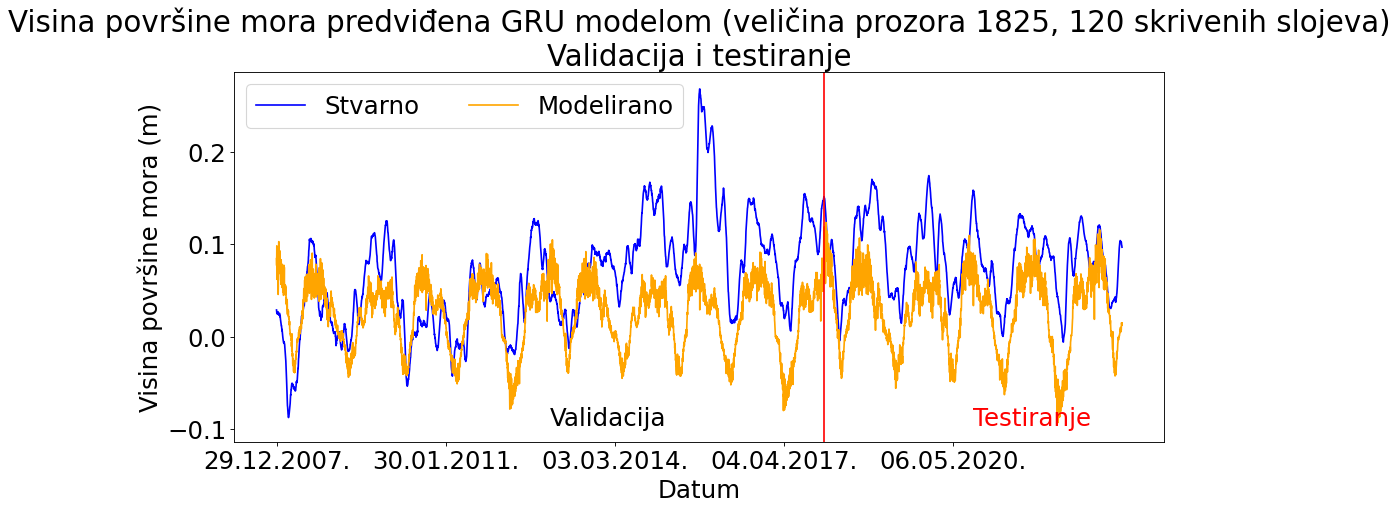 Visina površine mora predviđena GRU modelom (veličina prozora 1825, 120 skrivenih slojeva)
Validacija i testiranje
Stvarno
Modelirano
Visina površine mora (m)
0.2
0.1
0.0
−0.1
Validacija
Testiranje
29.12.2007.
30.01.2011.
03.03.2014.
04.04.2017.
06.05.2020.
Datum